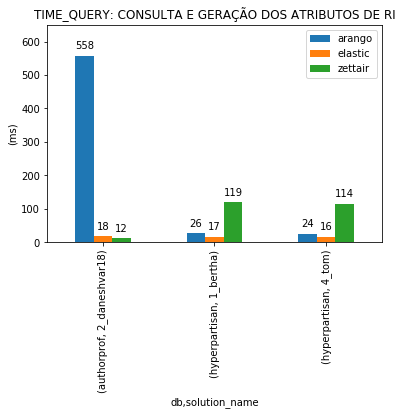 TIME_QUERY: CONSULTA E GERAÇÃO DOS ATRIBUTOS DE RI
arango
elastic
zettair
600
500
400
300
200
100
0
(ms)
558
18
12
26
17
119
24
16
114
(authorprof, 2_daneshvar18)
(hyperpartisan, 1_bertha)
(hyperpartisan, 4_tom)
db,solution_name